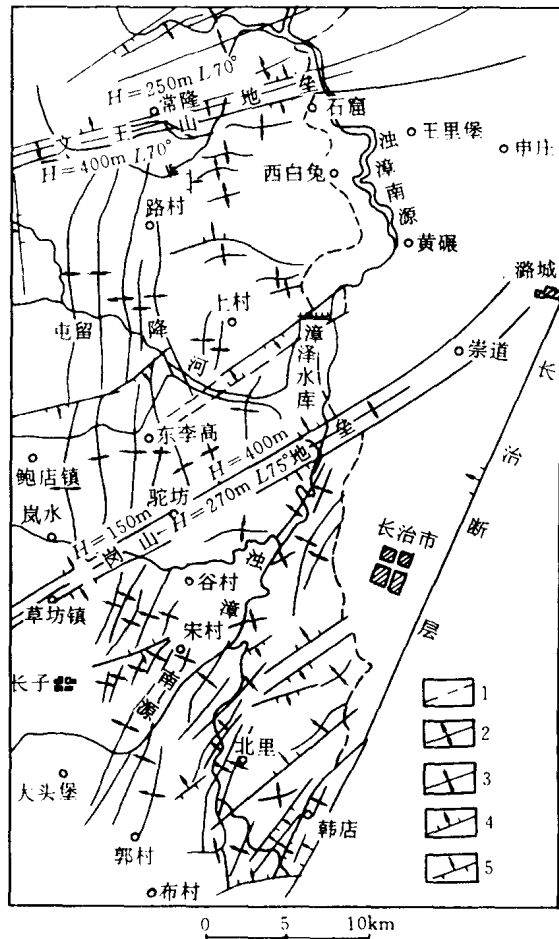 H=250m L70°
常隆
文王山地垒
H=400m L70°
石窟
王里堡
申庄
西白兔
浊漳南源
路村
黄碾
潞城
上村
屯留
降河
漳泽水库
崇道
长治断层
东李高
H=400m
鲍店镇
驼坊
H=150m
岗山地垒
H=270m L75°
岚水
长治市
谷村
浊漳南源
草坊镇
宋村
长子
北里
大头堡
韩店
郭村
布村
1
2
3
4
5
0 5 10km